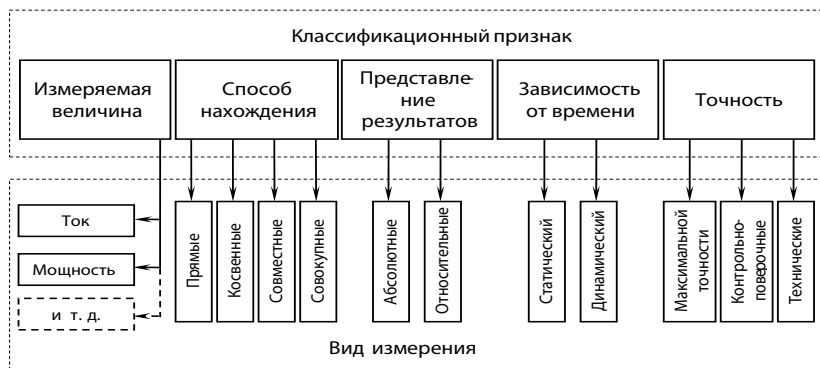 Классификационный признак
Измеряемая
величина
Способ
нахождения
Представле-
ние
результатов
Зависимость
от времени
Точность
Ток
Мощность
и т. д.
Прямые
Косвенные
Совместные
Совокупные
Абсолютные
Относительные
Статический
Динамический
Максимальной
точности
Контрольно-
поверочные
Технические
Вид измерения